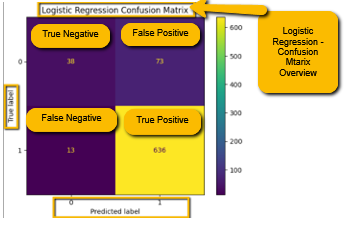 Logistic Regression Confusion Matrix
Logistic
Regression -
Confusion
Mtarix
Overview
True Negative
False Positive
600
500
0
38
73
400
True label
False Negative
True Positive
300
1
13
636
200
100
0
1
Predicted label